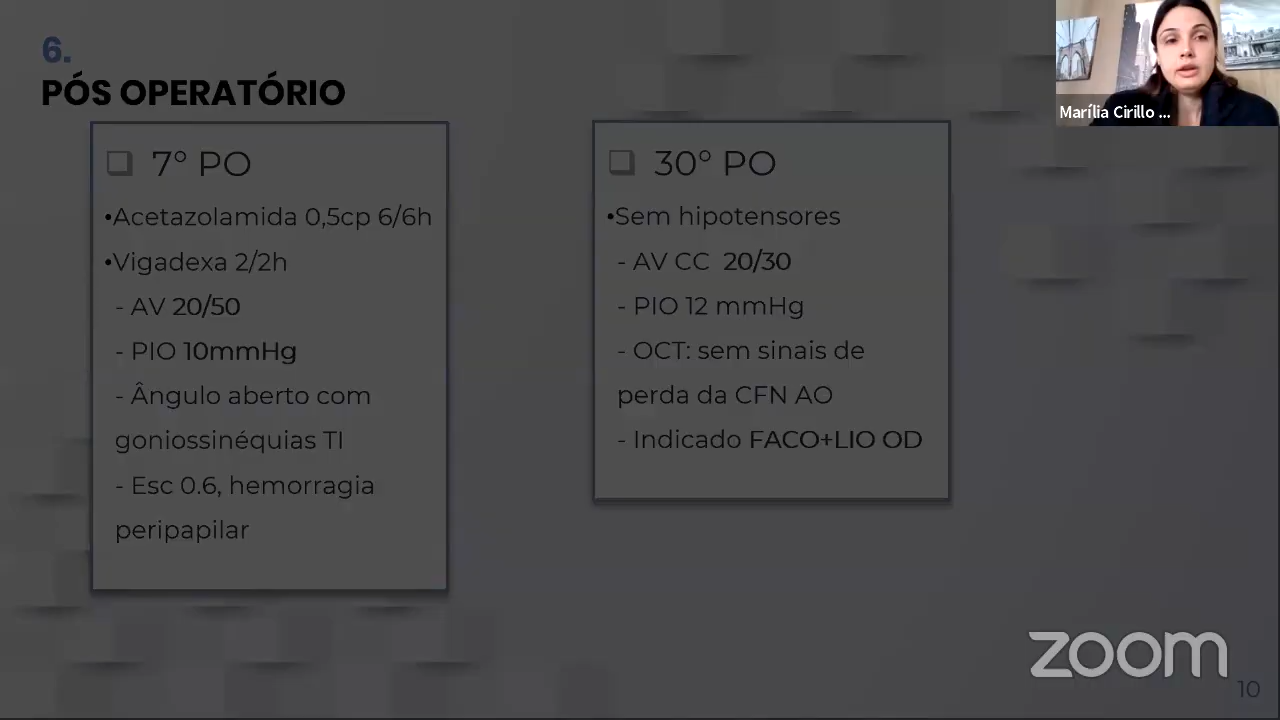 6.
PÓS OPERATÓRIO
Marília Cirillo ...
7° PO
•Acetazolamida 0,5cp 6/6h
•Vigadexa 2/2h
- AV 20/50
- PIO 10mmHg
- Ângulo aberto com
goniossinéquias TI
- Esc 0.6, hemorragia
peripapilar
30° PO
•Sem hipotensores
- AV CC 20/30
- PIO 12 mmHg
- OCT: sem sinais de
perda da CFN AO
- Indicado FACO+LIO OD
zoom
10